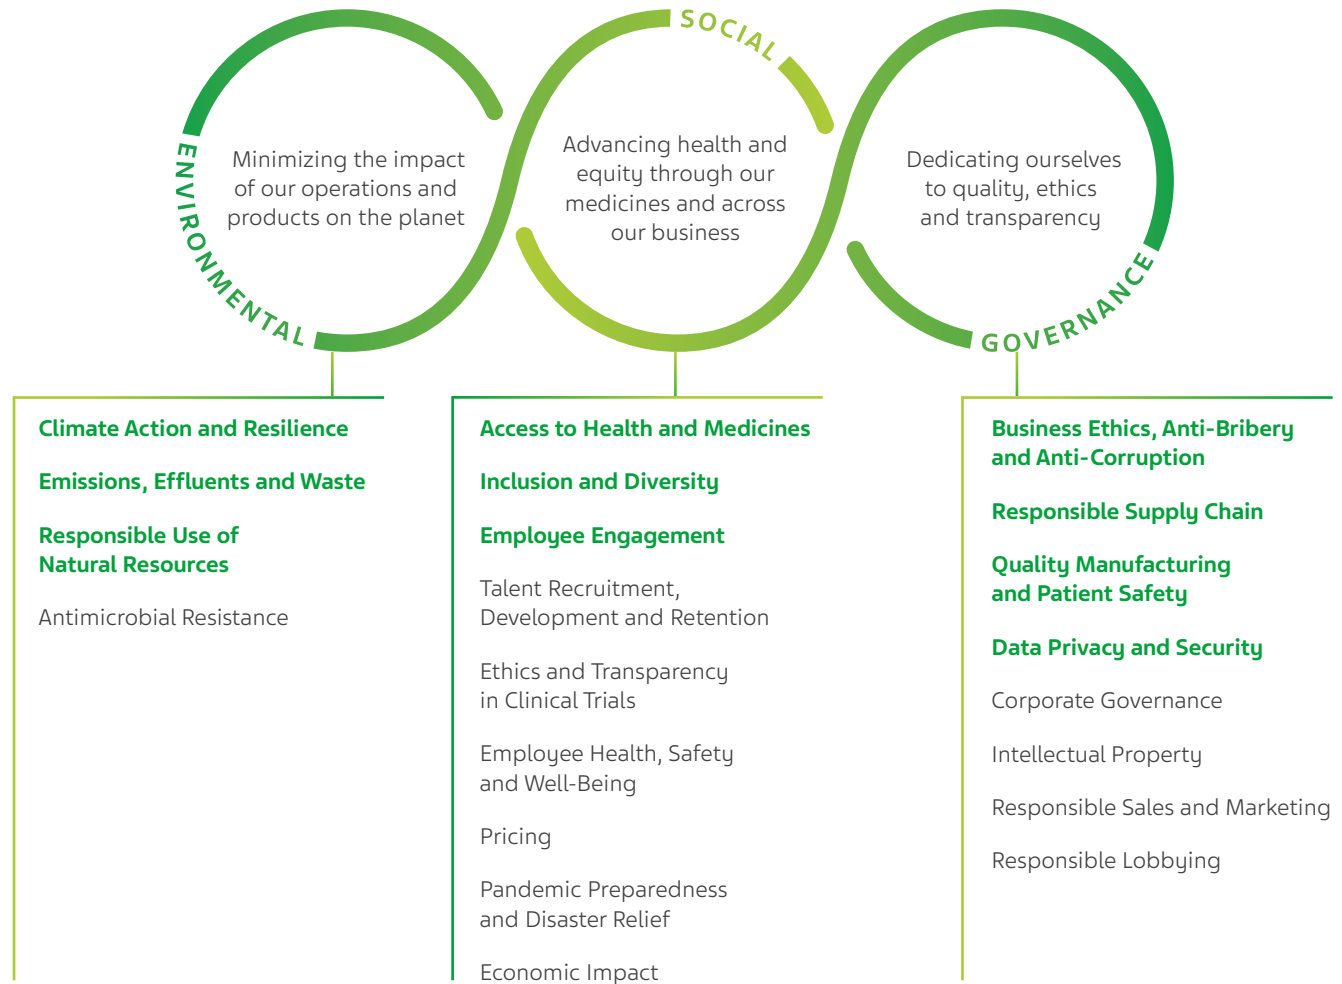 ENVIRONMENTAL
Minimizing the impact
of our operations and
products on the planet
SOCIAL
Advancing health and
equity through our
medicines and across
our business
GOVERNANCE
Dedicating ourselves
to quality, ethics
and transparency
Climate Action and Resilience
Emissions, Effluents and Waste
Responsible Use of
Natural Resources
Antimicrobial Resistance
Access to Health and Medicines
Inclusion and Diversity
Employee Engagement
Talent Recruitment,
Development and Retention
Ethics and Transparency
in Clinical Trials
Employee Health, Safety
and Well-Being
Pricing
Pandemic Preparedness
and Disaster Relief
Economic Impact
Business Ethics, Anti-Bribery
and Anti-Corruption
Responsible Supply Chain
Quality Manufacturing
and Patient Safety
Data Privacy and Security
Corporate Governance
Intellectual Property
Responsible Sales and Marketing
Responsible Lobbying